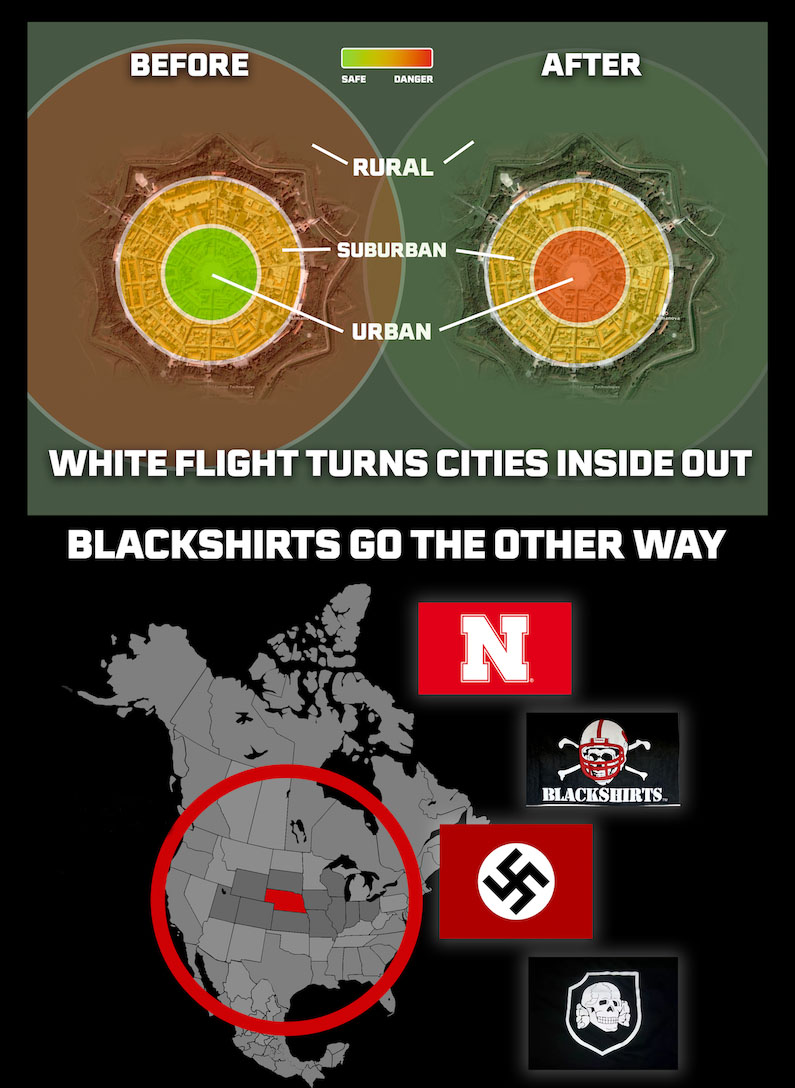 BEFORE
AFTER
SAFE DANGER
RURAL
SUBURBAN
URBAN
WHITE FLIGHT TURNS CITIES INSIDE OUT
BLACKSHIRTS GO THE OTHER WAY
N
BLACKSHIRTS